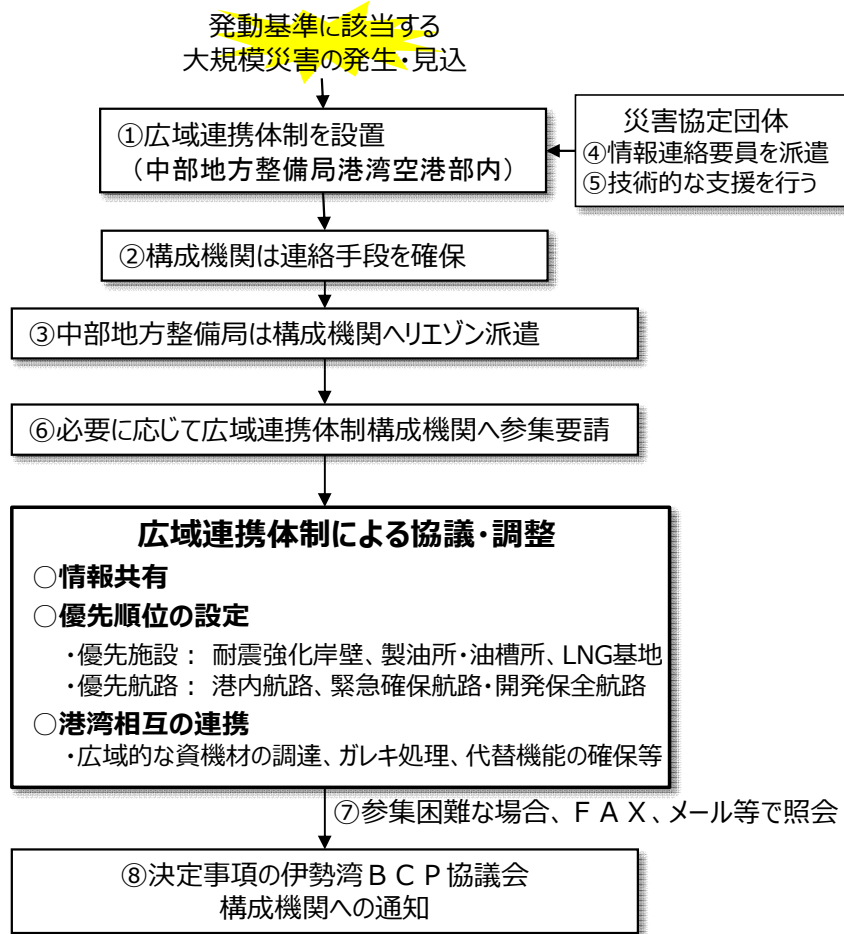 発動基準に該当する
大規模災害の発生・見込
①広域連携体制を設置
（中部地方整備局港湾空港部内）
災害協定団体
④情報連絡要員を派遣
⑤技術的な支援を行う
②構成機関は連絡手段を確保
③中部地方整備局は構成機関へリエゾン派遣
⑥必要に応じて広域連携体制構成機関へ参集要請
広域連携体制による協議・調整
○情報共有
○優先順位の設定
・優先施設： 耐震強化岸壁、製油所・油槽所、LNG基地
・優先航路： 港内航路、緊急確保航路・開発保全航路
○港湾相互の連携
・広域的な資機材の調達、ガレキ処理、代替機能の確保等
⑦参集困難な場合、ＦＡＸ、メール等で照会
⑧決定事項の伊勢湾ＢＣＰ協議会
構成機関への通知